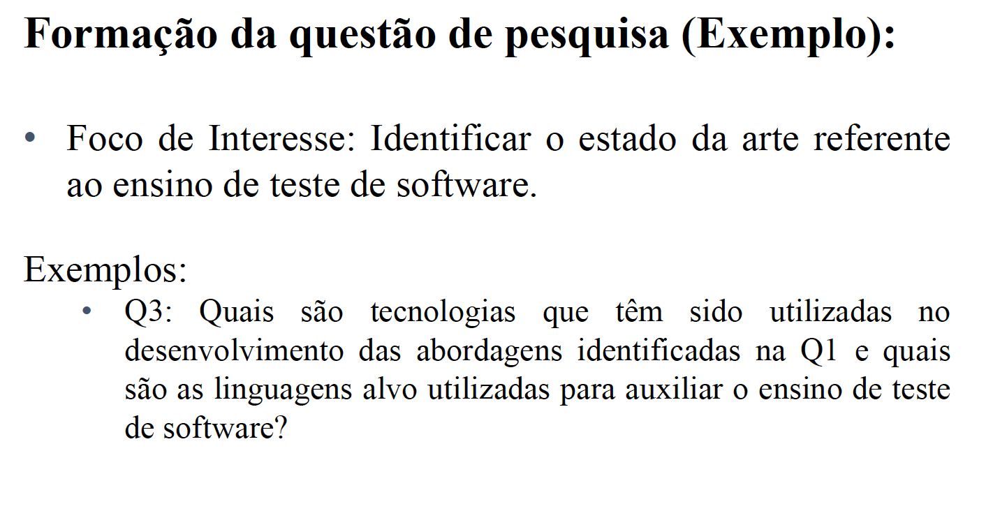 Formação da questão de pesquisa (Exemplo):
• Foco de Interesse: Identificar o estado da arte referente
ao ensino de teste de software.
Exemplos:
• Q3: Quais são tecnologias que têm sido utilizadas no
desenvolvimento das abordagens identificadas na Q1 e quais
são as linguagens alvo utilizadas para auxiliar o ensino de teste
de software?